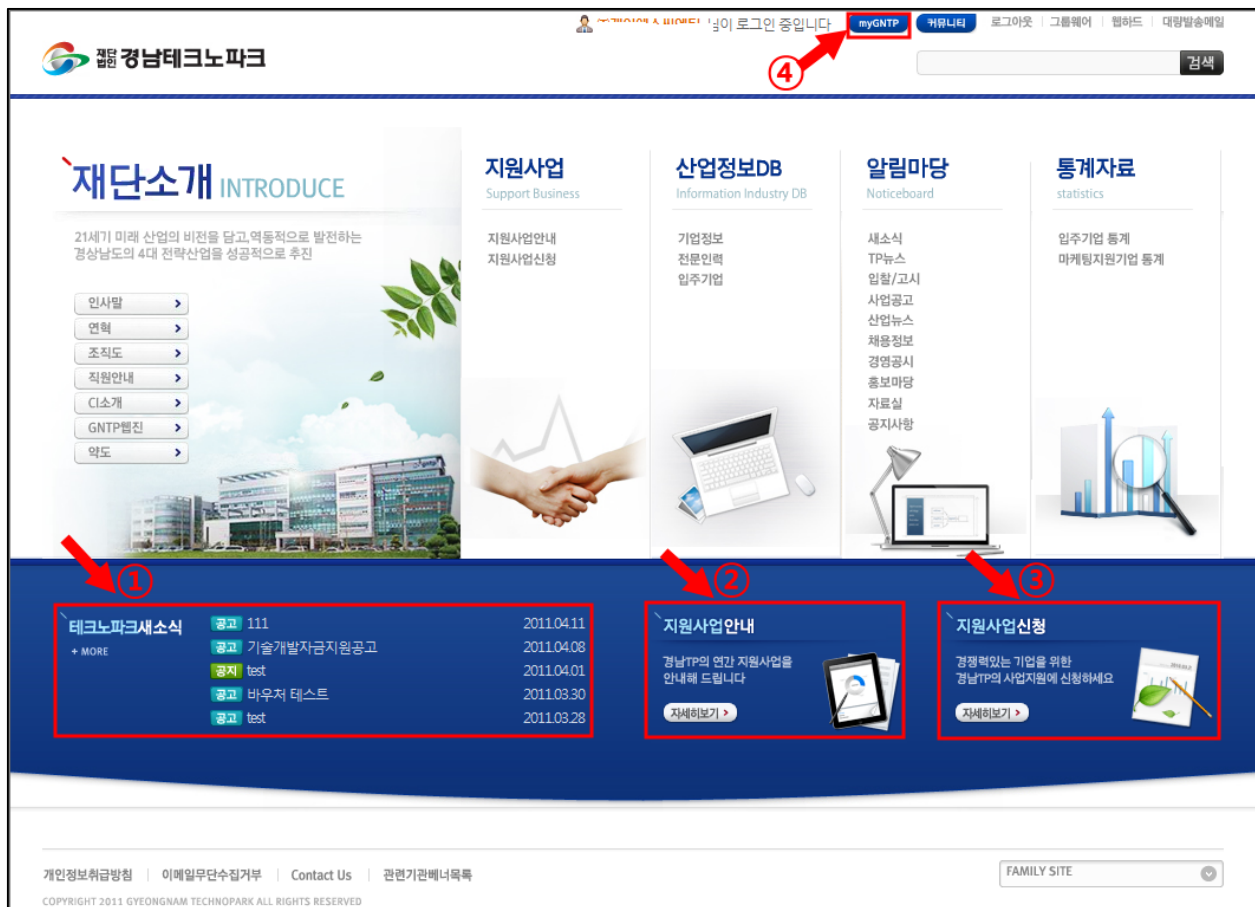 님이 로그인 중입니다
myGNTP
커뮤니티
로그아웃
그룹웨어
웹하드
대량발송메일
④
재단법인 경남테크노파크
검색
재단소개 INTRODUCE
21세기 미래 산업의 비전을 담고,역동적으로 발전하는
경상남도의 4대 전략산업을 성공적으로 추진
인사말
연혁
조직도
직원안내
CI소개
GNTP웹진
약도
지원사업
Support Business
지원사업안내
지원사업신청
산업정보DB
Information Industry DB
기업정보
전문인력
입주기업
알림마당
Noticeboard
새소식
TP뉴스
입찰/고시
사업공고
산업뉴스
채용정보
경영공시
홍보마당
자료실
공지사항
통계자료
statistics
입주기업 통계
마케팅지원기업 통계
①
테크노파크새소식
+ MORE
공고 111 2011.04.11
공고 기술개발자금지원공고 2011.04.08
공지 test 2011.04.01
공고 바우처 테스트 2011.03.30
공고 test 2011.03.28
②
지원사업안내
경남TP의 연간 지원사업을
안내해 드립니다
자세히보기
③
지원사업신청
경쟁력있는 기업을 위한
경남TP의 사업지원에 신청하세요
자세히보기
개인정보취급방침
이메일무단수집거부
Contact Us
관련기관베너목록
FAMILY SITE
COPYRIGHT 2011 GYEONGNAM TECHNOPARK ALL RIGHTS RESERVED